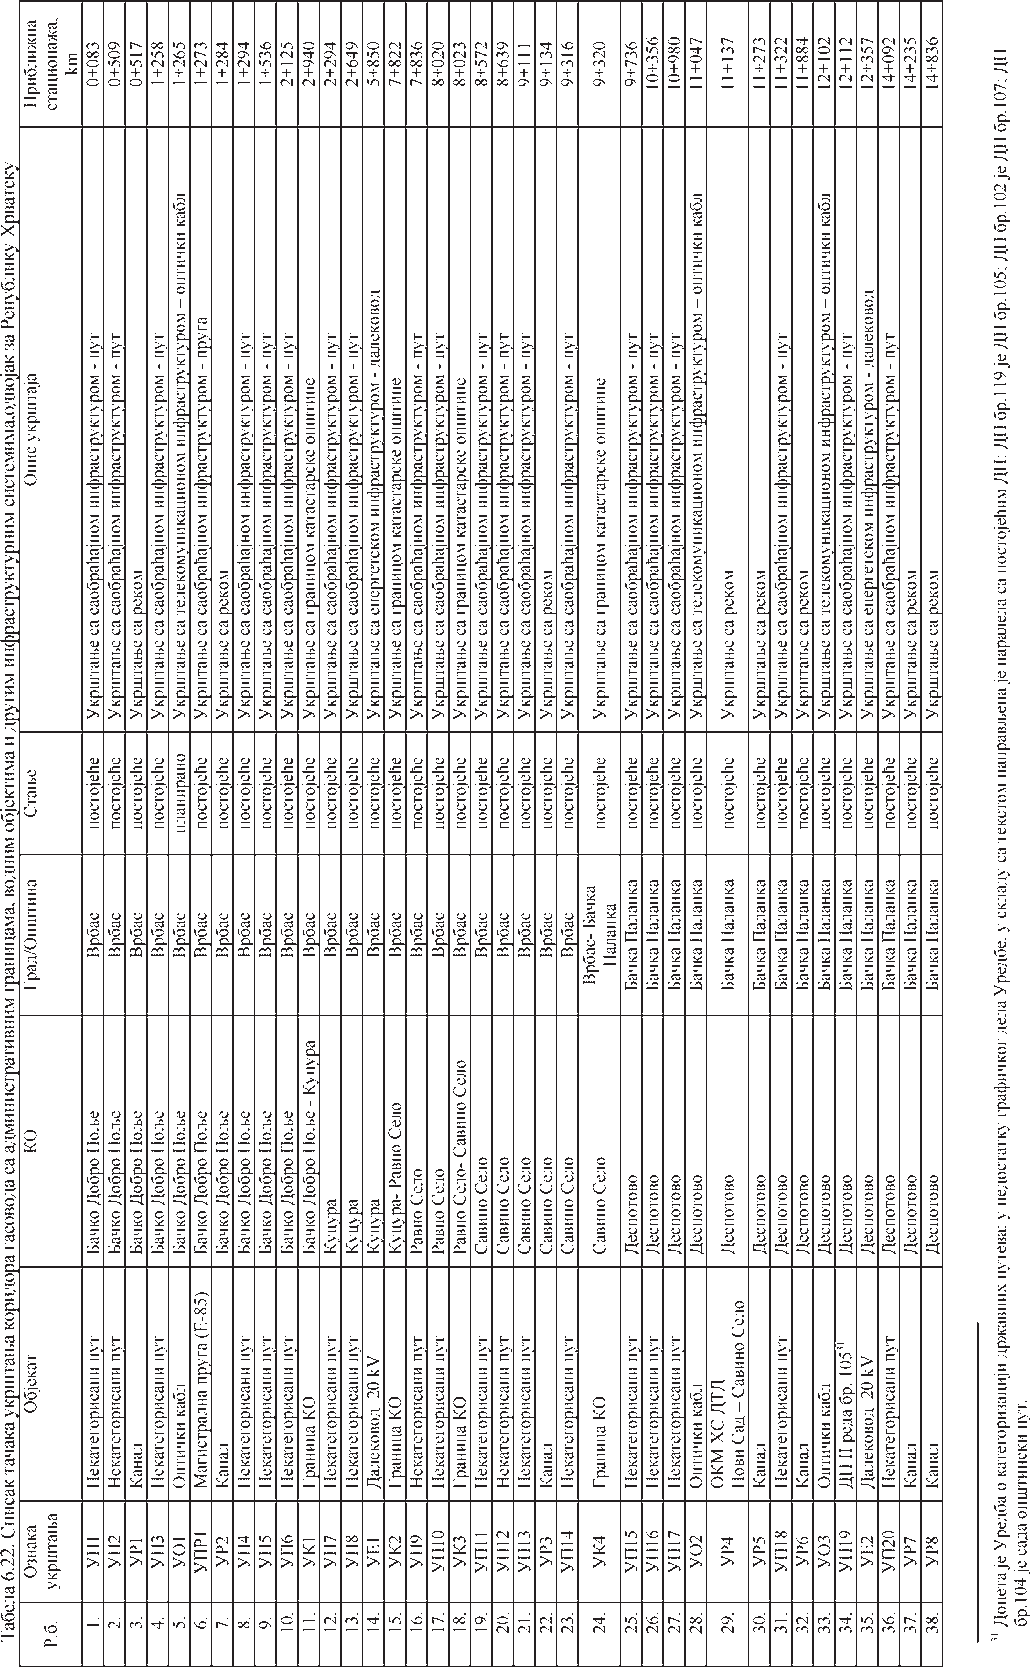 Табела 6.22. Списак тачака укрштања коридора гасовода са административним границама, водним објектима и другим инфраструктурним системима,одвојак за Републику Хрватску
Р.б. Ознака укрштања Објекат КО Град/Општина Стање Опис укрштаја Приближна стационажа, km
1. УП1 Некатегорисани пут Бачко Добро Поље Врбас постојеће Укрштање са саобраћајном инфраструктуром - пут 0+083
2. УП2 Некатегорисани пут Бачко Добро Поље Врбас постојеће Укрштање са саобраћајном инфраструктуром - пут 0+509
3. УР1 Канал Бачко Добро Поље Врбас постојеће Укрштање са реком 0+517
4. УП3 Некатегорисани пут Бачко Добро Поље Врбас постојеће Укрштање са саобраћајном инфраструктуром - пут 1+258
5. УО1 Оптички кабл Бачко Добро Поље Врбас планирано Укрштање са телекомуникационом инфраструктуром – оптички кабл 1+265
6. УПР1 Магистрална пруга (Е-85) Бачко Добро Поље Врбас постојеће Укрштање са саобраћајном инфраструктуром – пруга 1+273
7. УР2 Канал Бачко Добро Поље Врбас постојеће Укрштање са реком 1+284
8. УП4 Некатегорисани пут Бачко Добро Поље Врбас постојеће Укрштање са саобраћајном инфраструктуром - пут 1+294
9. УП5 Некатегорисани пут Бачко Добро Поље Врбас постојеће Укрштање са саобраћајном инфраструктуром - пут 1+536
10. УП6 Некатегорисани пут Бачко Добро Поље Врбас постојеће Укрштање са саобраћајном инфраструктуром - пут 2+125
11. УК1 Граница КО Бачко Добро Поље - Куцура Врбас постојеће Укрштање са границом катастарске општине 2+940
12. УП7 Некатегорисани пут Куцура Врбас постојеће Укрштање са саобраћајном инфраструктуром - пут 2+294
13. УП8 Некатегорисани пут Куцура Врбас постојеће Укрштање са саобраћајном инфраструктуром - пут 2+649
14. УЕ1 Далековод 20 kV Куцура Врбас постојеће Укрштање са енергетском инфраструктуром - далековод 5+850
15. УК2 Граница КО Куцура- Равно Село Врбас постојеће Укрштање са границом катастарске општине 7+822
16. УП9 Некатегорисани пут Равно Село Врбас постојеће Укрштање са саобраћајном инфраструктуром - пут 7+836
17. УП10 Некатегорисани пут Равно Село Врбас постојеће Укрштање са саобраћајном инфраструктуром - пут 8+020
18. УК3 Граница КО Равно Село- Савино Село Врбас постојеће Укрштање са границом катастарске општине 8+023
19. УП11 Некатегорисани пут Савино Село Врбас постојеће Укрштање са саобраћајном инфраструктуром - пут 8+572
20. УП12 Некатегорисани пут Савино Село Врбас постојеће Укрштање са саобраћајном инфраструктуром - пут 8+639
21. УП13 Некатегорисани пут Савино Село Врбас постојеће Укрштање са саобраћајном инфраструктуром - пут 9+111
22. УР3 Канал Савино Село Врбас постојеће Укрштање са реком 9+134
23. УП14 Некатегорисани пут Савино Село Врбас постојеће Укрштање са саобраћајном инфраструктуром - пут 9+316
24. УК4 Граница КО Савино Село Врбас- Бачка Паланка постојеће Укрштање са границом катастарске општине 9+320
25. УП15 Некатегорисани пут Деспотово Бачка Паланка постојеће Укрштање са саобраћајном инфраструктуром - пут 9+736
26. УП16 Некатегорисани пут Деспотово Бачка Паланка постојеће Укрштање са саобраћајном инфраструктуром - пут 10+356
27. УП17 Некатегорисани пут Деспотово Бачка Паланка постојеће Укрштање са саобраћајном инфраструктуром - пут 10+980
28. УО2 Оптички кабл Деспотово Бачка Паланка постојеће Укрштање са телекомуникационом инфраструктуром – оптички кабл 11+047
29. УР4 ОКМ ХС ДТД Нови Сад – Савино Село Деспотово Бачка Паланка постојеће Укрштање са реком 11+137
30. УР5 Канал Деспотово Бачка Паланка постојеће Укрштање са реком 11+273
31. УП18 Некатегорисани пут Деспотово Бачка Паланка постојеће Укрштање са саобраћајном инфраструктуром - пут 11+322
32. УР6 Канал Деспотово Бачка Паланка постојеће Укрштање са реком 11+884
33. УО3 Оптички кабл Деспотово Бачка Паланка постојеће Укрштање са телекомуникационом инфраструктуром – оптички кабл 12+102
34. УП19 ДП II реда бр. 105³¹ Деспотово Бачка Паланка постојеће Укрштање са саобраћајном инфраструктуром - пут 12+112
35. УЕ2 Далековод 20 kV Деспотово Бачка Паланка постојеће Укрштање са енергетском инфраструктуром - далековод 12+357
36. УП20 Некатегорисани пут Деспотово Бачка Паланка постојеће Укрштање са саобраћајном инфраструктуром - пут 14+092
37. УР7 Канал Деспотово Бачка Паланка постојеће Укрштање са реком 14+235
38. УР8 Канал Деспотово Бачка Паланка постојеће Укрштање са реком 14+836
³¹ Донета је Уредба о категоризацији државних путева; у недостатку графичког дела Уредбе, у складу са текстом направљена је паралела са постојећим ДП: ДП бр.119 је ДП бр.105; ДП бр.102 је ДП бр.107; ДП
бр.104 је сада општински пут.